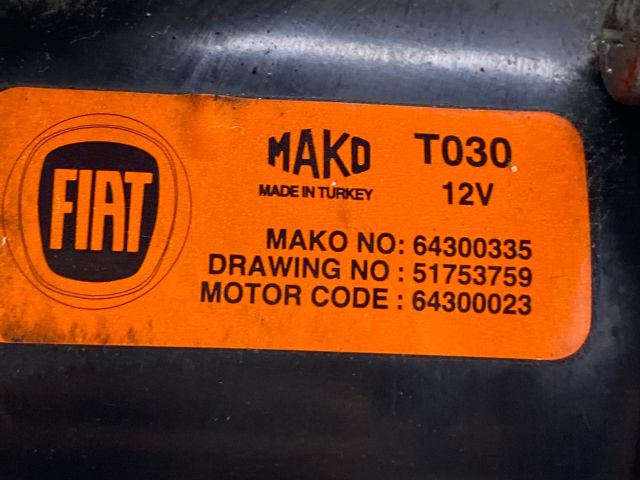 FIAT
MAKO T030
MADE IN TURKEY 12V
MAKO NO: 64300335
DRAWING NO : 51753759
MOTOR CODE : 64300023